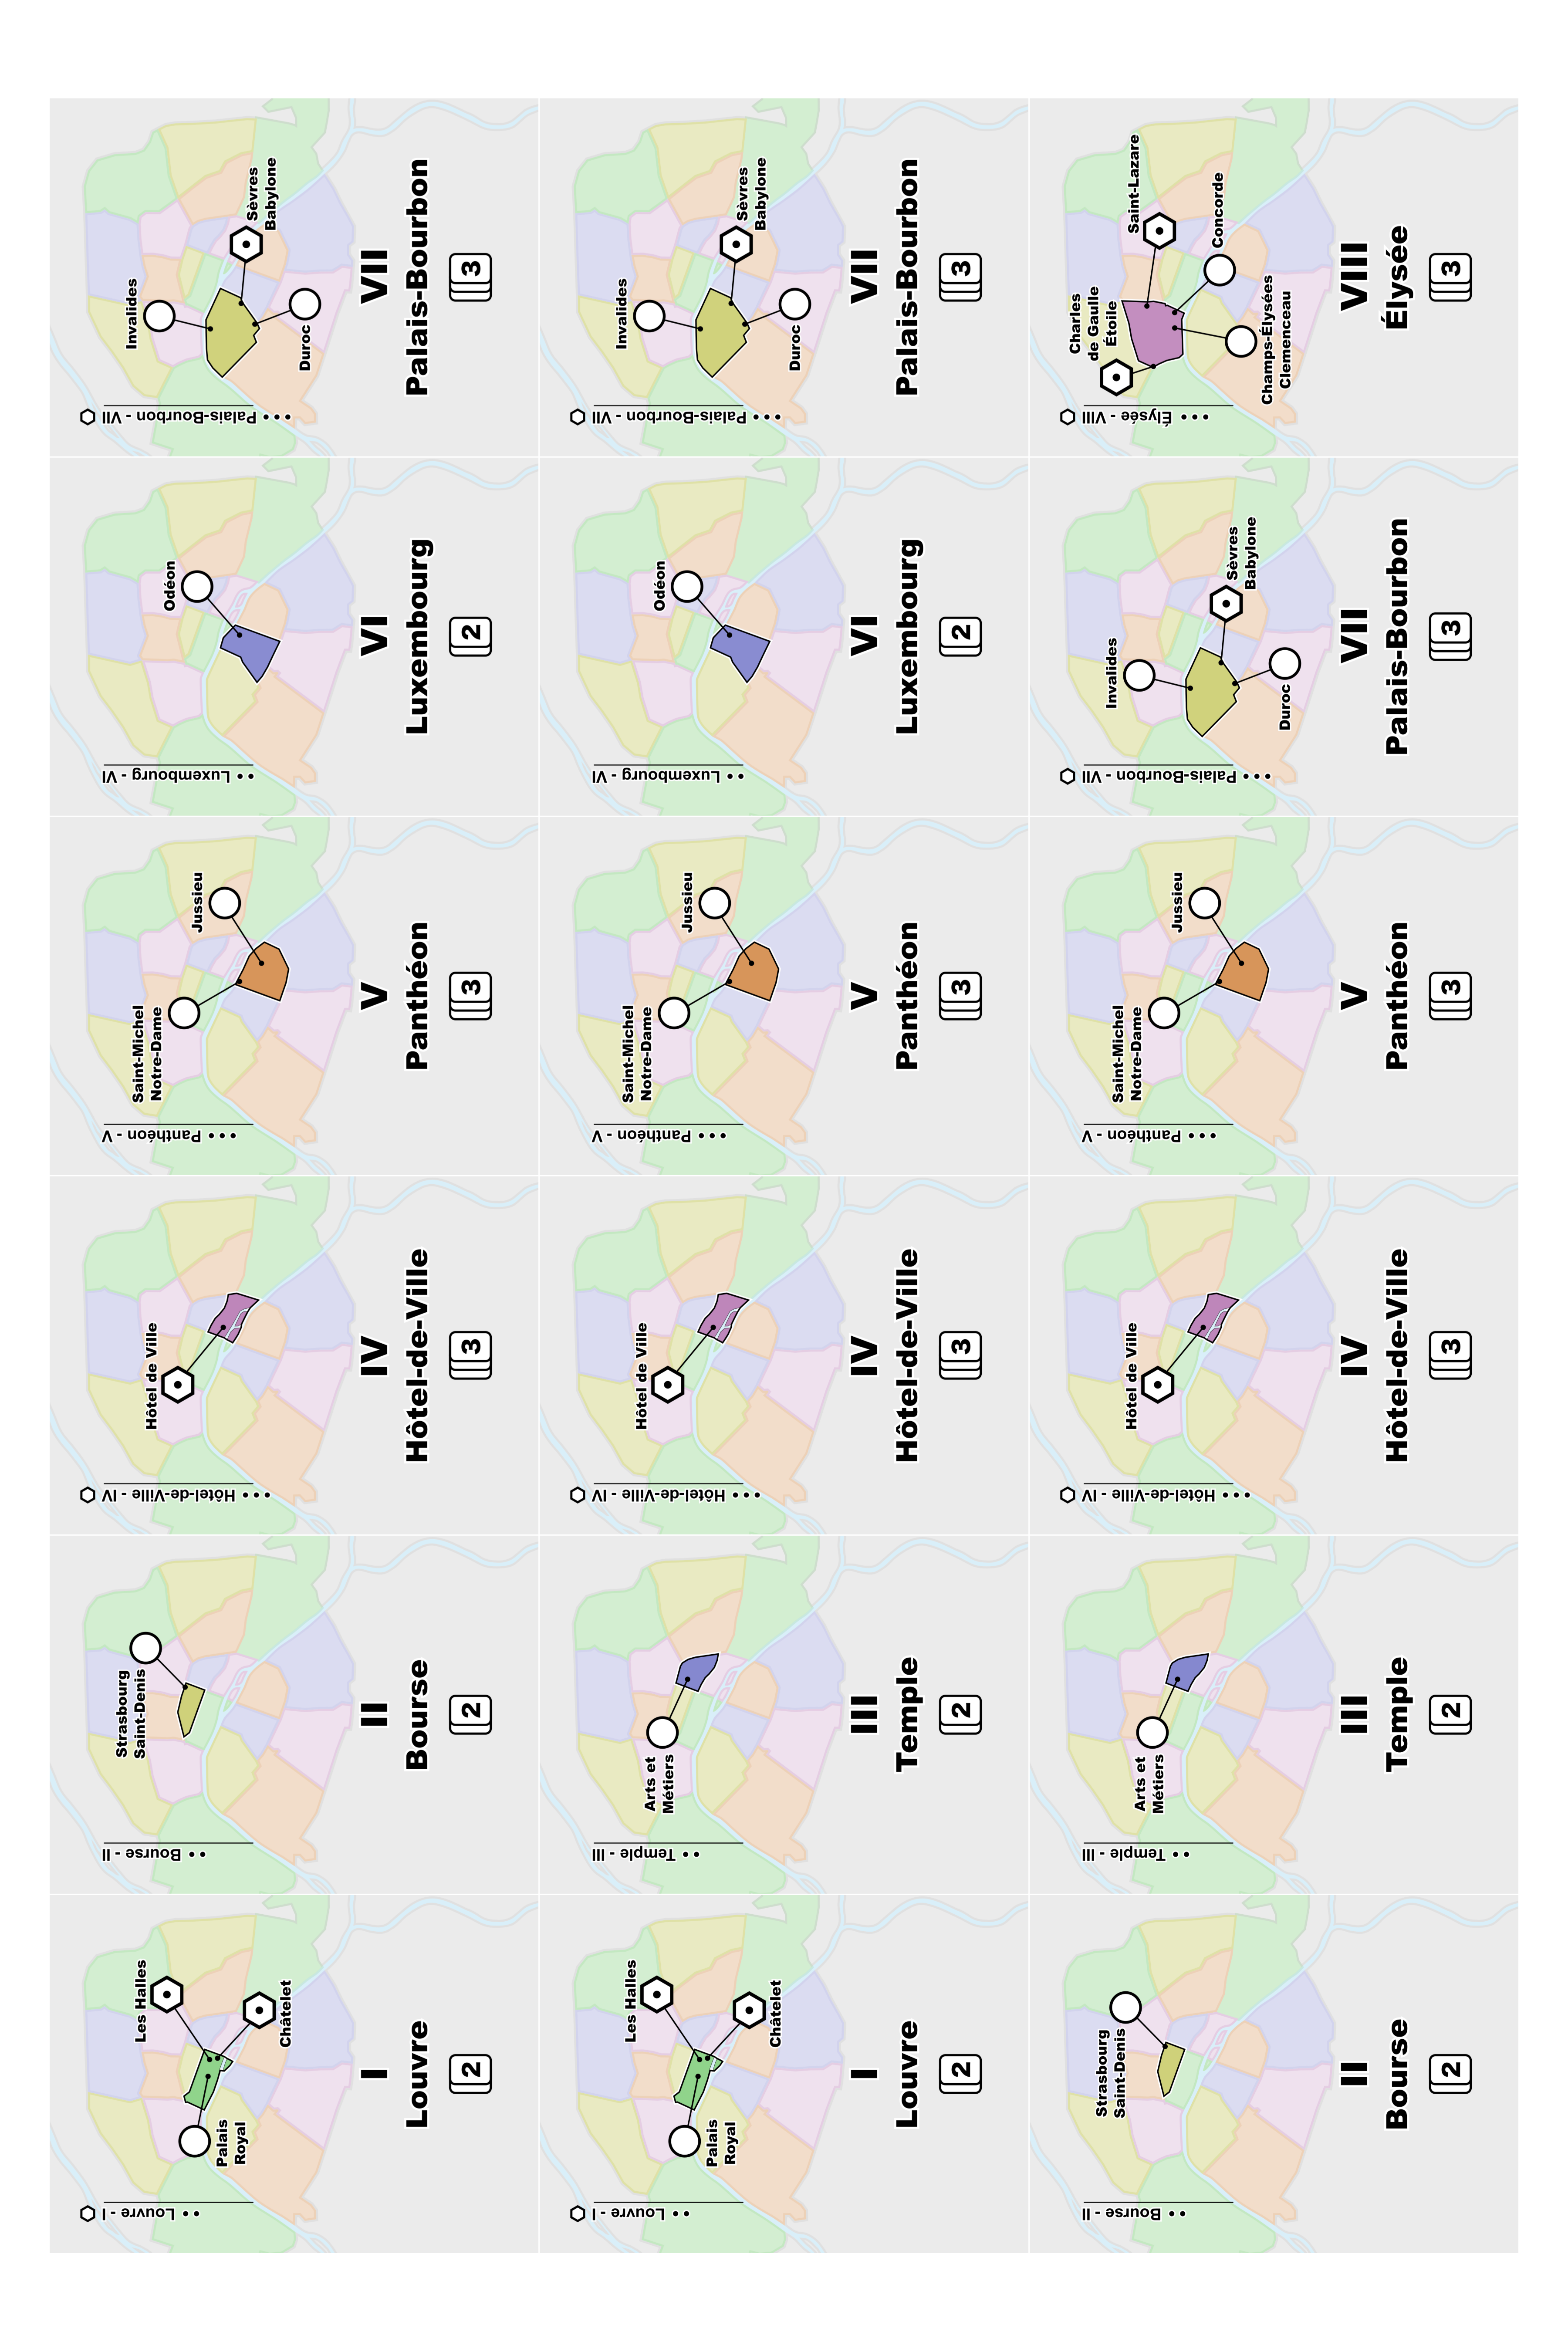 •• Louvre - I
Les Halles
Palais
Royal
Châtelet
I
Louvre
2
•• Bourse - II
Strasbourg
Saint-Denis
II
Bourse
2
••• Hôtel-de-Ville - IV
Hôtel de Ville
IV
Hôtel-de-Ville
3
••• Panthéon - V
Saint-Michel
Notre-Dame
Jussieu
V
Panthéon
3
•• Luxembourg - VI
Odéon
VI
Luxembourg
2
••• Palais-Bourbon - VII
Invalides
Sèvres
Babylone
Duroc
VII
Palais-Bourbon
3
•• Louvre - I
Les Halles
Palais
Royal
Châtelet
I
Louvre
2
•• Temple - III
Arts et
Métiers
III
Temple
2
••• Hôtel-de-Ville - IV
Hôtel de Ville
IV
Hôtel-de-Ville
3
••• Panthéon - V
Saint-Michel
Notre-Dame
Jussieu
V
Panthéon
3
•• Luxembourg - VI
Odéon
VI
Luxembourg
2
••• Palais-Bourbon - VII
Invalides
Sèvres
Babylone
Duroc
VII
Palais-Bourbon
3
•• Bourse - II
Strasbourg
Saint-Denis
II
Bourse
2
•• Temple - III
Arts et
Métiers
III
Temple
2
••• Hôtel-de-Ville - IV
Hôtel de Ville
IV
Hôtel-de-Ville
3
••• Panthéon - V
Saint-Michel
Notre-Dame
Jussieu
V
Panthéon
3
••• Palais-Bourbon - VII
Invalides
Sèvres
Babylone
Duroc
VII
Palais-Bourbon
3
••• Élysée - VIII
Charles
de Gaulle
Étoile
Saint-Lazare
Concorde
Champs-Élysées
Clemenceau
VIII
Élysée
3